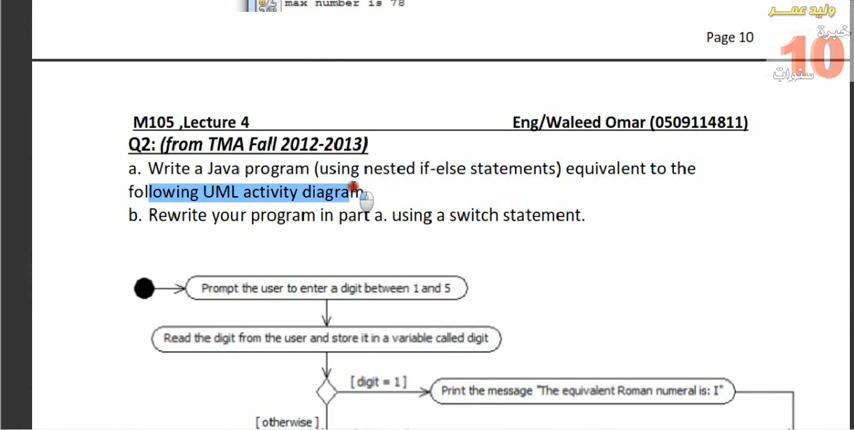 max number is 78
وليد عمر
خبرة
10
سنوات
Page 10
M105 ,Lecture 4 Eng/Waleed Omar (0509114811)
Q2: (from TMA Fall 2012-2013)
a. Write a Java program (using nested if-else statements) equivalent to the
following UML activity diagram
b. Rewrite your program in part a. using a switch statement.
Prompt the user to enter a digit between 1 and 5
Read the digit from the user and store it in a variable called digit
[ digit = 1 ]
Print the message "The equivalent Roman numeral is: I"
[ otherwise ]